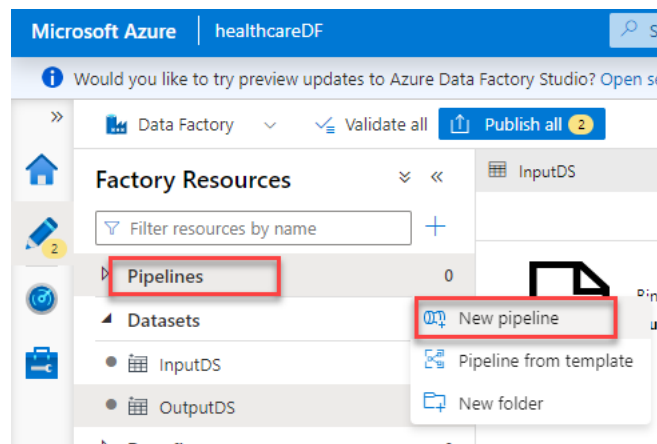 Microsoft Azure healthcareDF
Would you like to try preview updates to Azure Data Factory Studio? Open
Data Factory Validate all Publish all 2
Factory Resources
InputDS
Filter resources by name
2
Pipelines 0
New pipeline
Datasets
InputDS
Pipeline from template
OutputDS
New folder